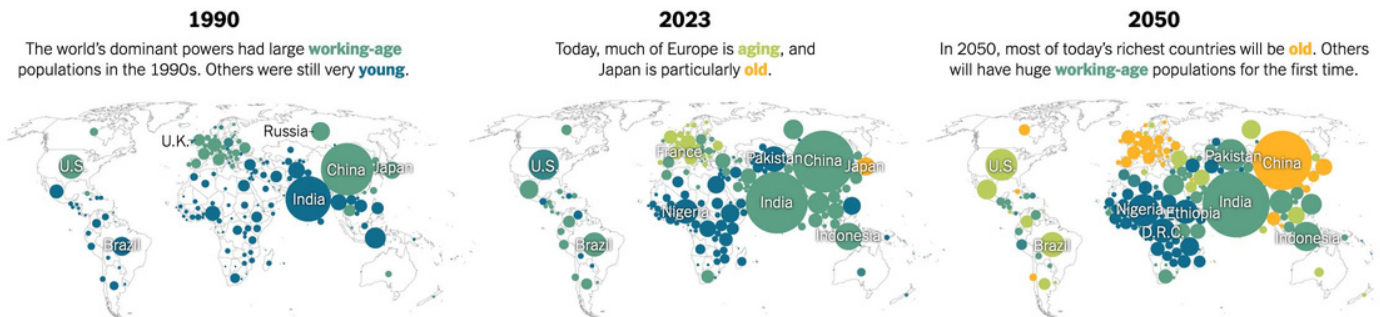 1990
The world's dominant powers had large working-age
populations in the 1990s. Others were still very young.
U.K.
Russia
U.S.
China
Japan
India
Brazil
2023
Today, much of Europe is aging, and
Japan is particularly old.
U.S.
France
Pakistan
China
Japan
India
Nigeria
Indonesia
Brazil
2050
In 2050, most of today's richest countries will be old. Others
will have huge working-age populations for the first time.
U.S.
Pakistan
China
India
Nigeria
Ethiopia
D.R.C.
Indonesia
Brazil